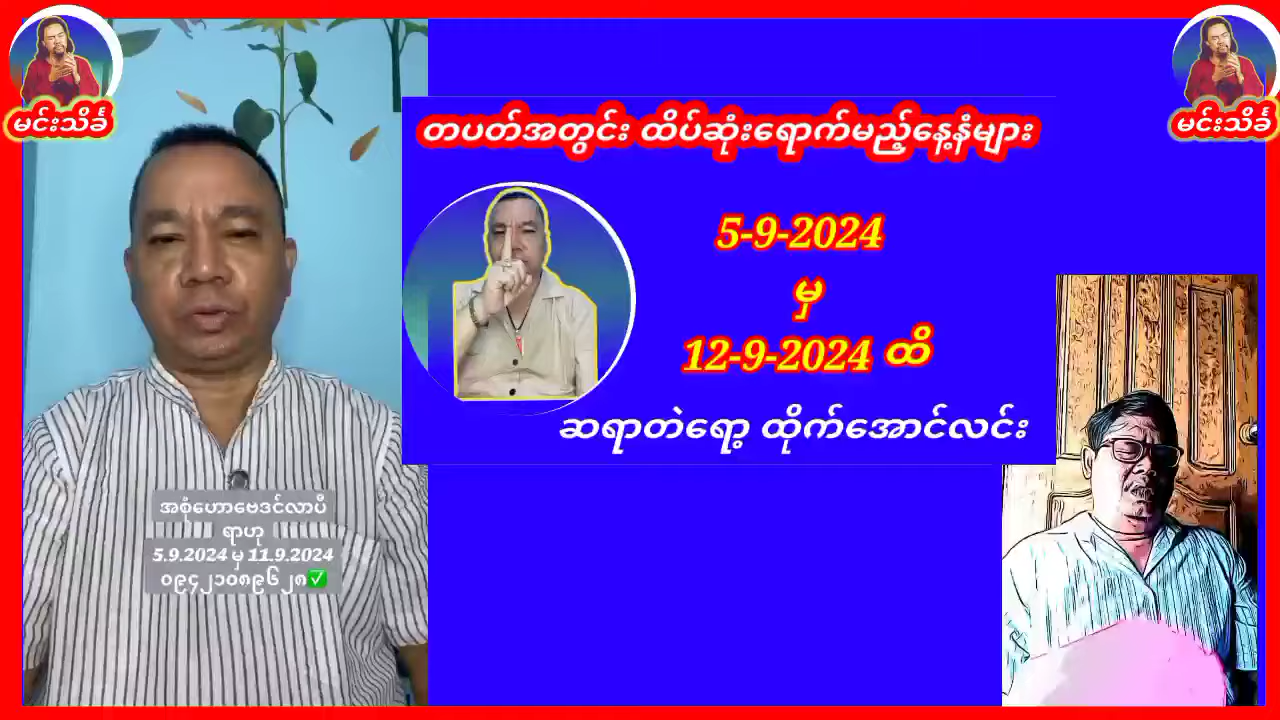 မင်းသိင်္ခ
မင်းသိင်္ခ
တပတ်အတွင်း ထိပ်ဆုံးရောက်မည့်နေ့နံများ
5-9-2024
မှ
12-9-2024 ထိ
ဆရာတဲရော့ ထိုက်အောင်လင်း
အစုံဟောဗေဒင်လာပီ
ရာဟု
5.9.2024 မှ 11.9.2024
၀၉၄၂၁၀၈၉၆၂၈✅